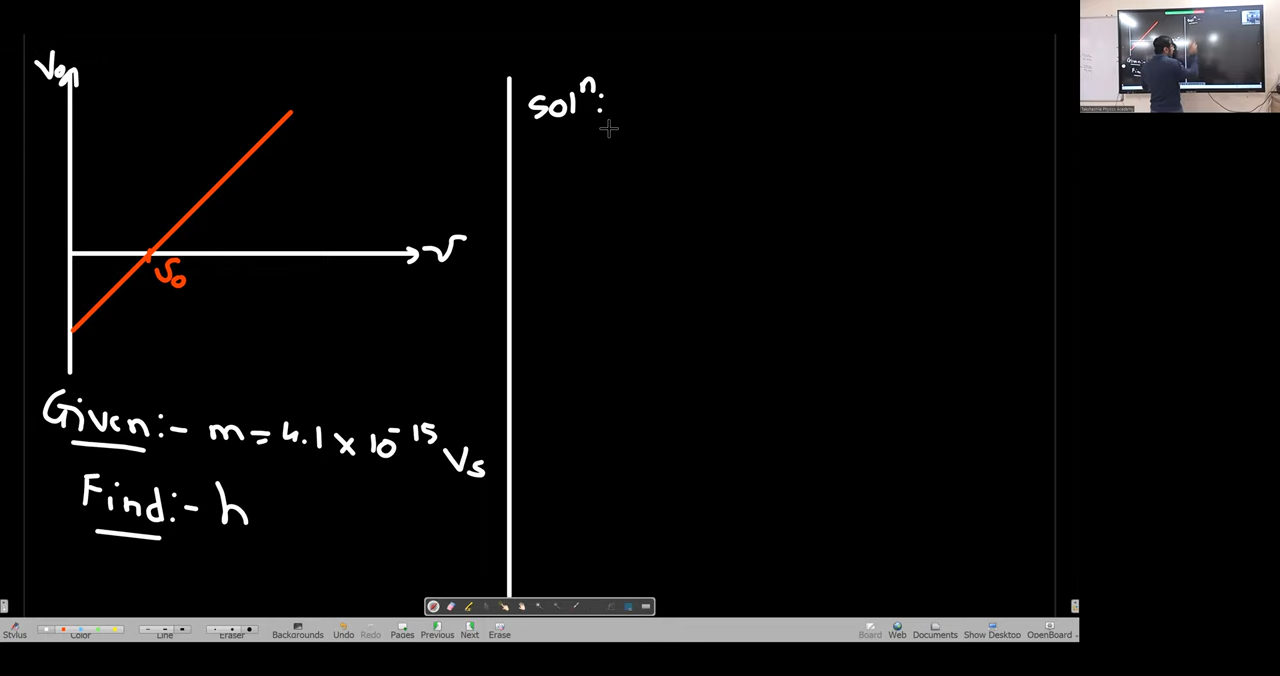 V₀
ν
ν₀
Given:- m = 4.1 × 10⁻¹⁵ Vs
Find:- h
Solⁿ:
Stylus Color Line Eraser Backgrounds Undo Redo Pages Previous Next Erase Board Web Documents Show Desktop OpenBoard